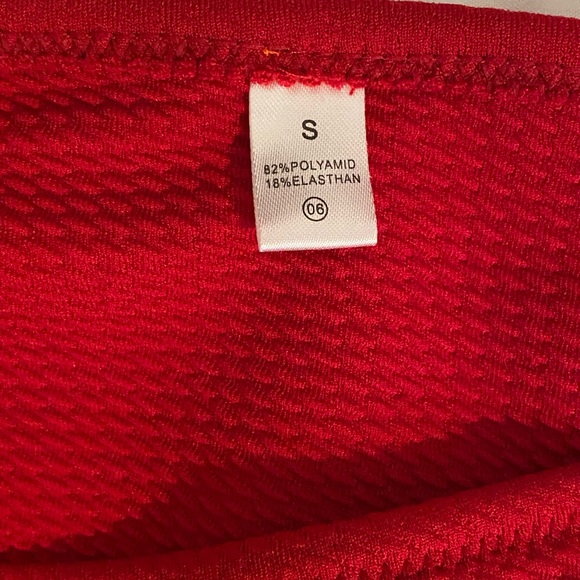 S
82%POLYAMID
18%ELASTHAN
06